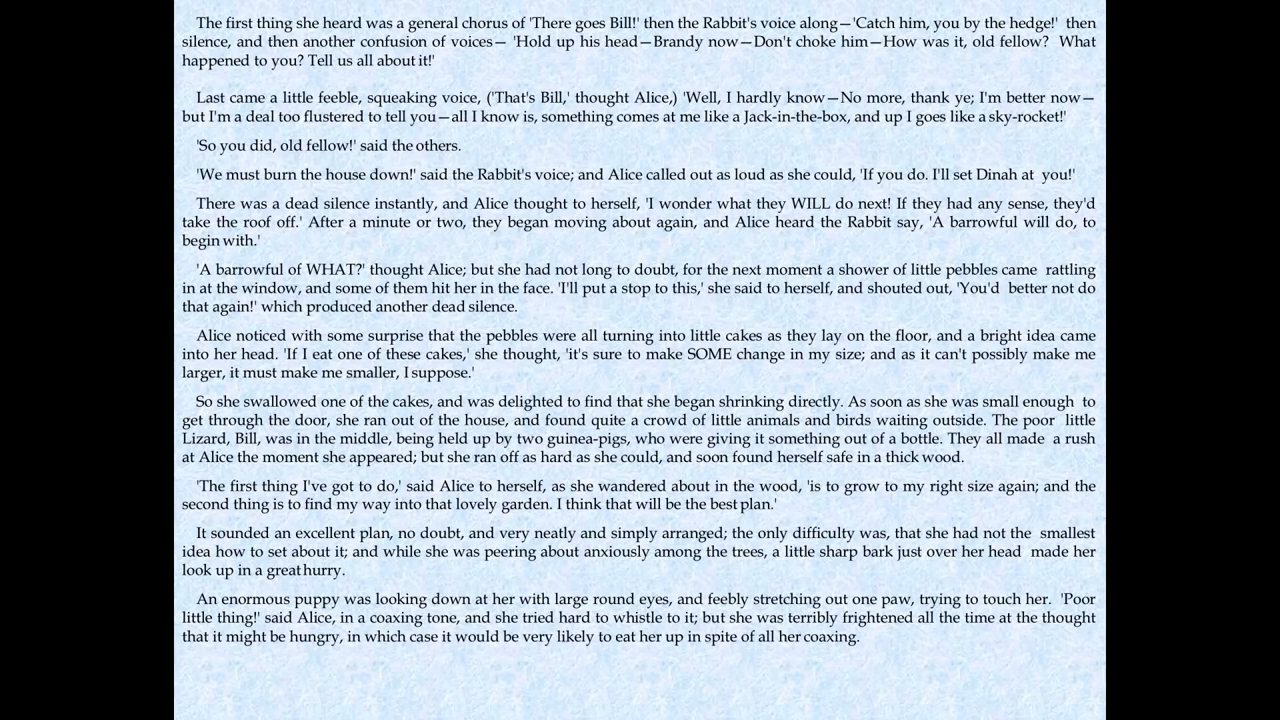 The first thing she heard was a general chorus of 'There goes Bill!' then the Rabbit's voice along—'Catch him, you by the hedge!' then
silence, and then another confusion of voices— 'Hold up his head—Brandy now—Don't choke him—How was it, old fellow? What
happened to you? Tell us all about it!'
Last came a little feeble, squeaking voice, ('That's Bill,' thought Alice,) 'Well, I hardly know—No more, thank ye; I'm better now—
but I'm a deal too flustered to tell you—all I know is, something comes at me like a Jack-in-the-box, and up I goes like a sky-rocket!'
'So you did, old fellow!' said the others.
'We must burn the house down!' said the Rabbit's voice; and Alice called out as loud as she could, 'If you do. I'll set Dinah at you!'
There was a dead silence instantly, and Alice thought to herself, 'I wonder what they WILL do next! If they had any sense, they'd
take the roof off.' After a minute or two, they began moving about again, and Alice heard the Rabbit say, 'A barrowful will do, to
begin with.'
'A barrowful of WHAT?' thought Alice; but she had not long to doubt, for the next moment a shower of little pebbles came rattling
in at the window, and some of them hit her in the face. 'I'll put a stop to this,' she said to herself, and shouted out, 'You'd better not do
that again!' which produced another dead silence.
Alice noticed with some surprise that the pebbles were all turning into little cakes as they lay on the floor, and a bright idea came
into her head. 'If I eat one of these cakes,' she thought, 'it's sure to make SOME change in my size; and as it can't possibly make me
larger, it must make me smaller, I suppose.'
So she swallowed one of the cakes, and was delighted to find that she began shrinking directly. As soon as she was small enough to
get through the door, she ran out of the house, and found quite a crowd of little animals and birds waiting outside. The poor little
Lizard, Bill, was in the middle, being held up by two guinea-pigs, who were giving it something out of a bottle. They all made a rush
at Alice the moment she appeared; but she ran off as hard as she could, and soon found herself safe in a thick wood.
'The first thing I've got to do,' said Alice to herself, as she wandered about in the wood, 'is to grow to my right size again; and the
second thing is to find my way into that lovely garden. I think that will be the best plan.'
It sounded an excellent plan, no doubt, and very neatly and simply arranged; the only difficulty was, that she had not the smallest
idea how to set about it; and while she was peering about anxiously among the trees, a little sharp bark just over her head made her
look up in a great hurry.
An enormous puppy was looking down at her with large round eyes, and feebly stretching out one paw, trying to touch her. 'Poor
little thing!' said Alice, in a coaxing tone, and she tried hard to whistle to it; but she was terribly frightened all the time at the thought
that it might be hungry, in which case it would be very likely to eat her up in spite of all her coaxing.